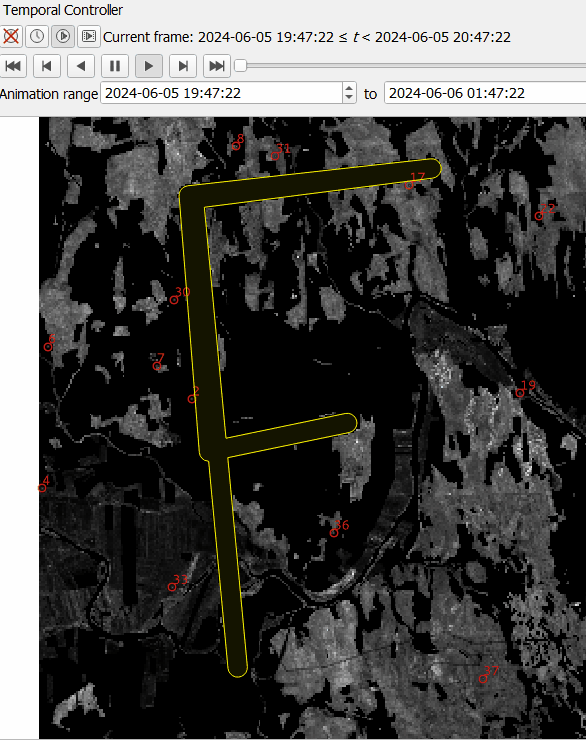 Temporal Controller
Current frame: 2024-06-05 19:47:22 ≤ t < 2024-06-05 20:47:22
Animation range 2024-06-05 19:47:22 to 2024-06-06 01:47:22
17
30
7
2
19
4
36
33